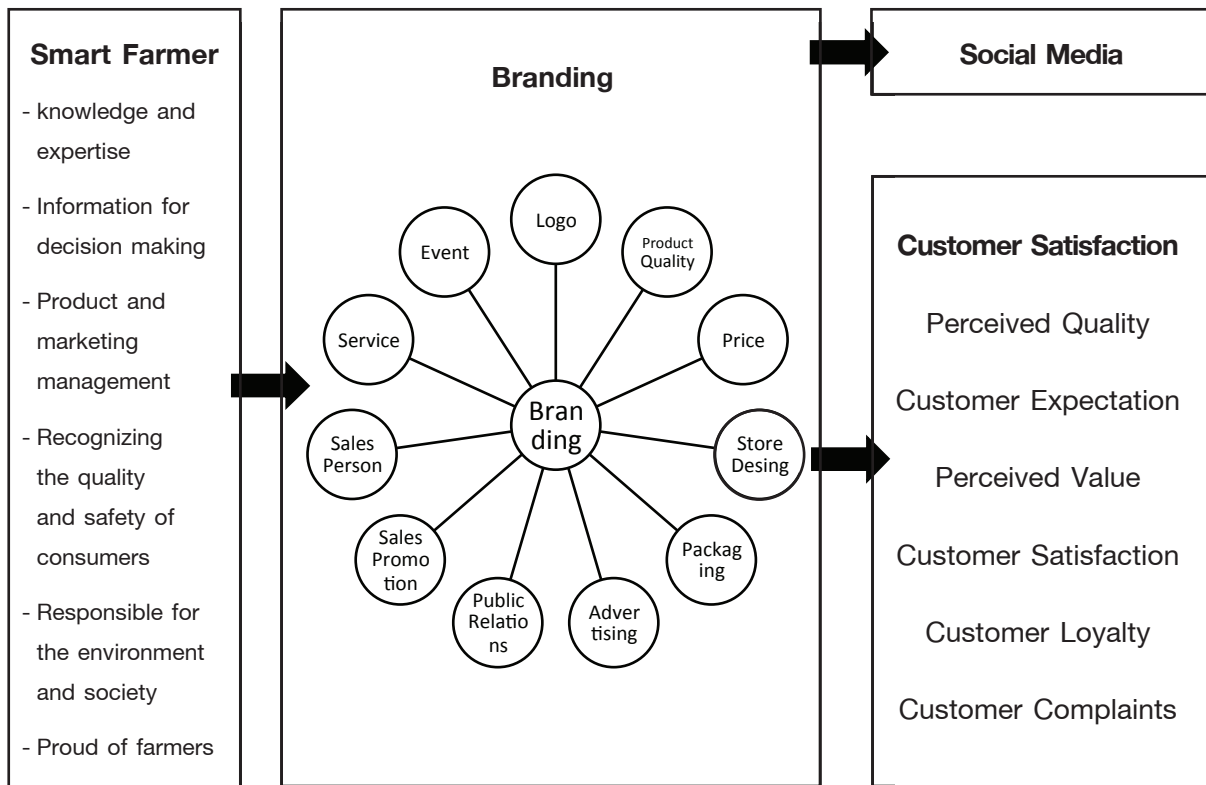 Smart Farmer
- knowledge and
expertise
- Information for
decision making
- Product and
marketing
management
- Recognizing
the quality
and safety of
consumers
- Responsible for
the environment
and society
- Proud of farmers
Branding
Logo
Product
Quality
Price
Store
Desing
Packag
ing
Adver
tising
Public
Relatio
ns
Sales
Promo
tion
Sales
Person
Service
Event
Bran
ding
Social Media
Customer Satisfaction
Perceived Quality
Customer Expectation
Perceived Value
Customer Satisfaction
Customer Loyalty
Customer Complaints